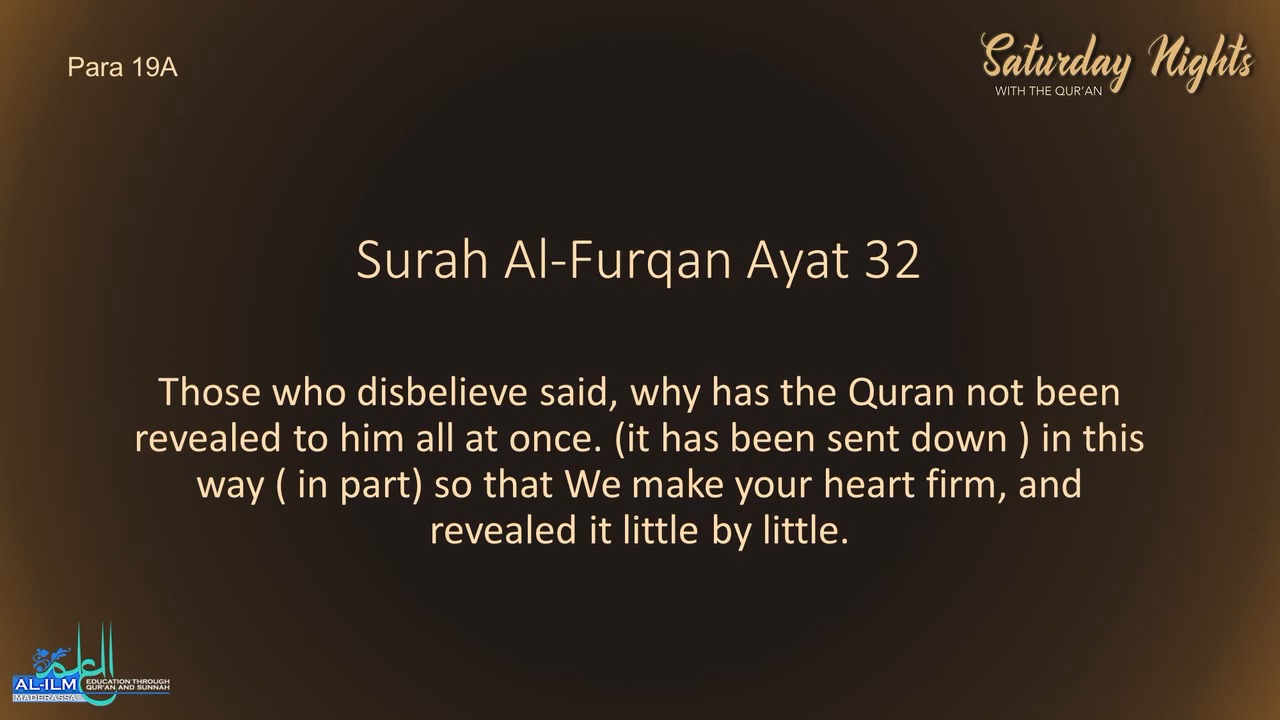 Para 19A
Saturday Nights
WITH THE QUR'AN
Surah Al-Furqan Ayat 32
Those who disbelieve said, why has the Quran not been
revealed to him all at once. (it has been sent down ) in this
way ( in part) so that We make your heart firm, and
revealed it little by little.
العلم
AL-ILM
MADERASSA
EDUCATION THROUGH
QUR'AN AND SUNNAH